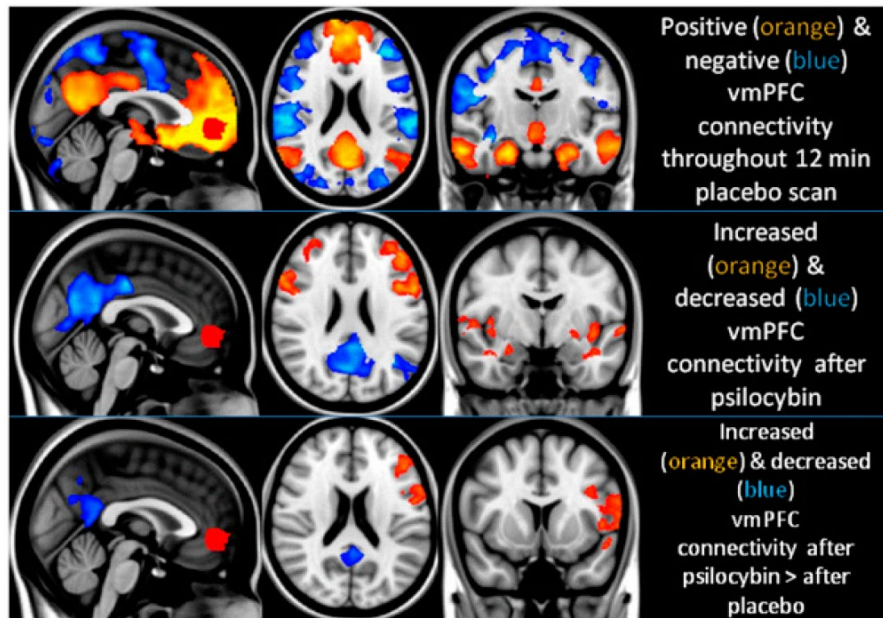 Positive (orange) &
negative (blue)
vmPFC
connectivity
throughout 12 min
placebo scan
Increased
(orange) &
decreased (blue)
vmPFC
connectivity after
psilocybin
Increased
(orange) & decreased
(blue)
vmPFC
connectivity after
psilocybin > after
placebo